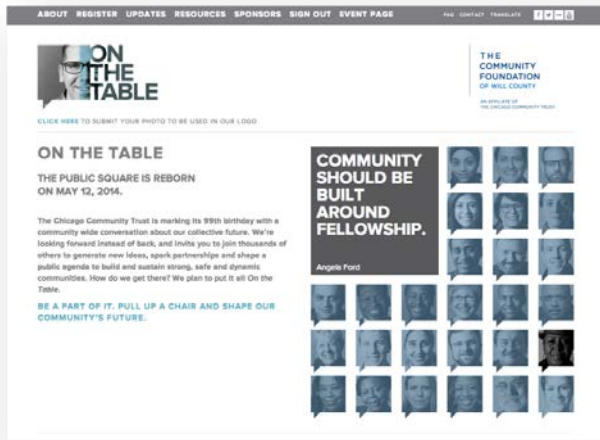 ABOUT REGISTER UPDATES RESOURCES SPONSORS SIGN OUT EVENT PAGE
FAQ CONTACT TRANSLATE
ON
THE
TABLE
THE
COMMUNITY
FOUNDATION
OF WILL COUNTY
AN AFFILIATE OF
THE CHICAGO COMMUNITY TRUST
CLICK HERE TO SUBMIT YOUR PHOTO TO BE USED IN OUR LOGO
ON THE TABLE
THE PUBLIC SQUARE IS REBORN
ON MAY 12, 2014.
The Chicago Community Trust is marking its 99th birthday with a
community wide conversation about our collective future. We're
looking forward instead of back, and invite you to join thousands of
others to generate new ideas, spark partnerships and shape a
public agenda to build and sustain strong, safe and dynamic
communities. How do we get there? We plan to put it all On the
Table.
BE A PART OF IT. PULL UP A CHAIR AND SHAPE OUR
COMMUNITY'S FUTURE.
COMMUNITY
SHOULD BE
BUILT
AROUND
FELLOWSHIP.
Angela Ford